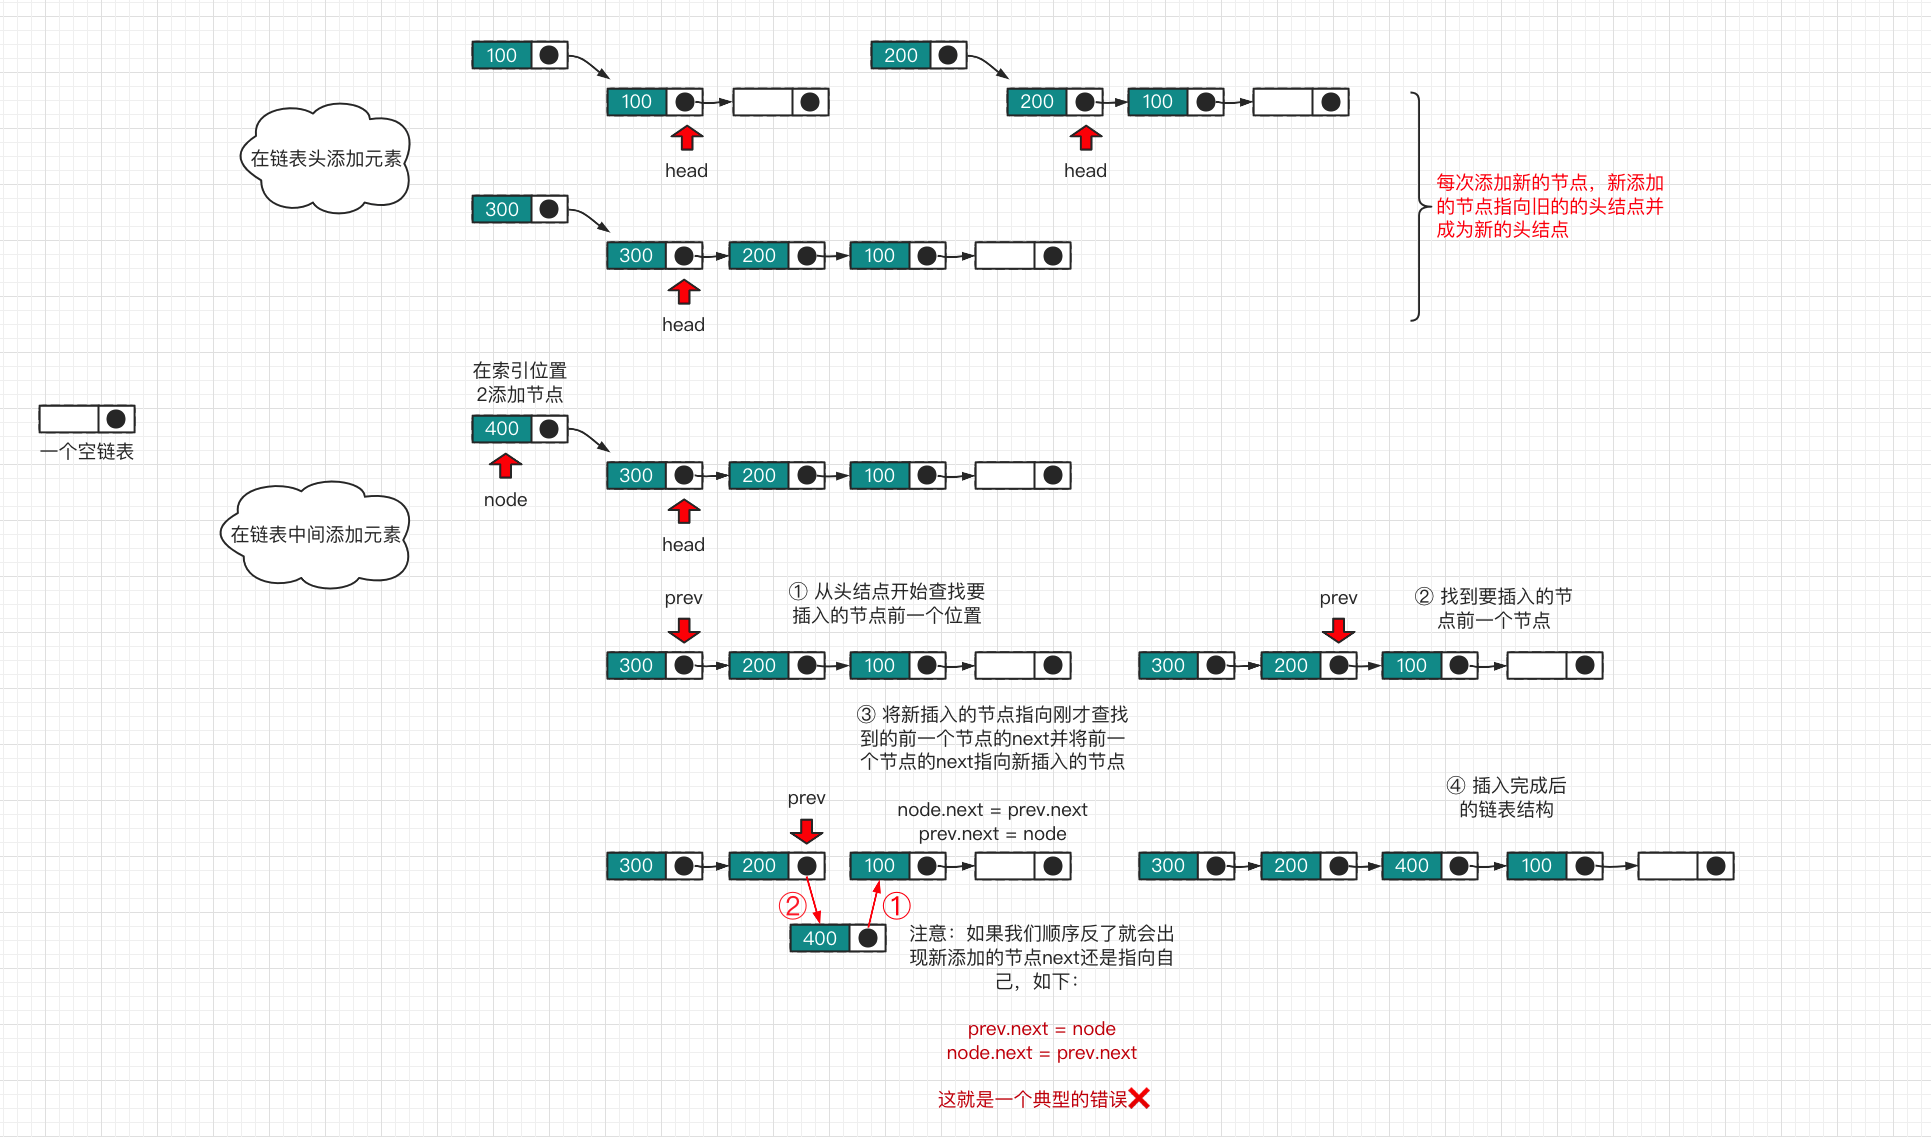 100
200
100
200
100
head
head
在链表头添加元素
每次添加新的节点，新添加
的节点指向旧的的头结点并
成为新的头结点
300
300
200
100
head
在索引位置
2添加节点
400
node
300
200
100
head
一个空链表
在链表中间添加元素
① 从头结点开始查找要
插入的节点前一个位置
prev
300
200
100
② 找到要插入的节
点前一个节点
prev
300
200
100
③ 将新插入的节点指向刚才查找
到的前一个节点的next并将前一
个节点的next指向新插入的节点
node.next = prev.next
prev.next = node
prev
300
200
100
②
①
400
④ 插入完成后
的链表结构
300
200
400
100
注意：如果我们顺序反了就会出
现新添加的节点next还是指向自
己，如下：
prev.next = node
node.next = prev.next
这就是一个典型的错误❌